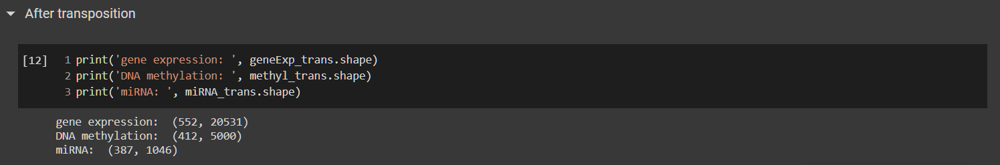 After transposition
[12] 1 print('gene expression: ', geneExp_trans.shape)
2 print('DNA methylation: ', methyl_trans.shape)
3 print('miRNA: ', miRNA_trans.shape)
gene expression:  (552, 20531)
DNA methylation:  (412, 5000)
miRNA:  (387, 1046)